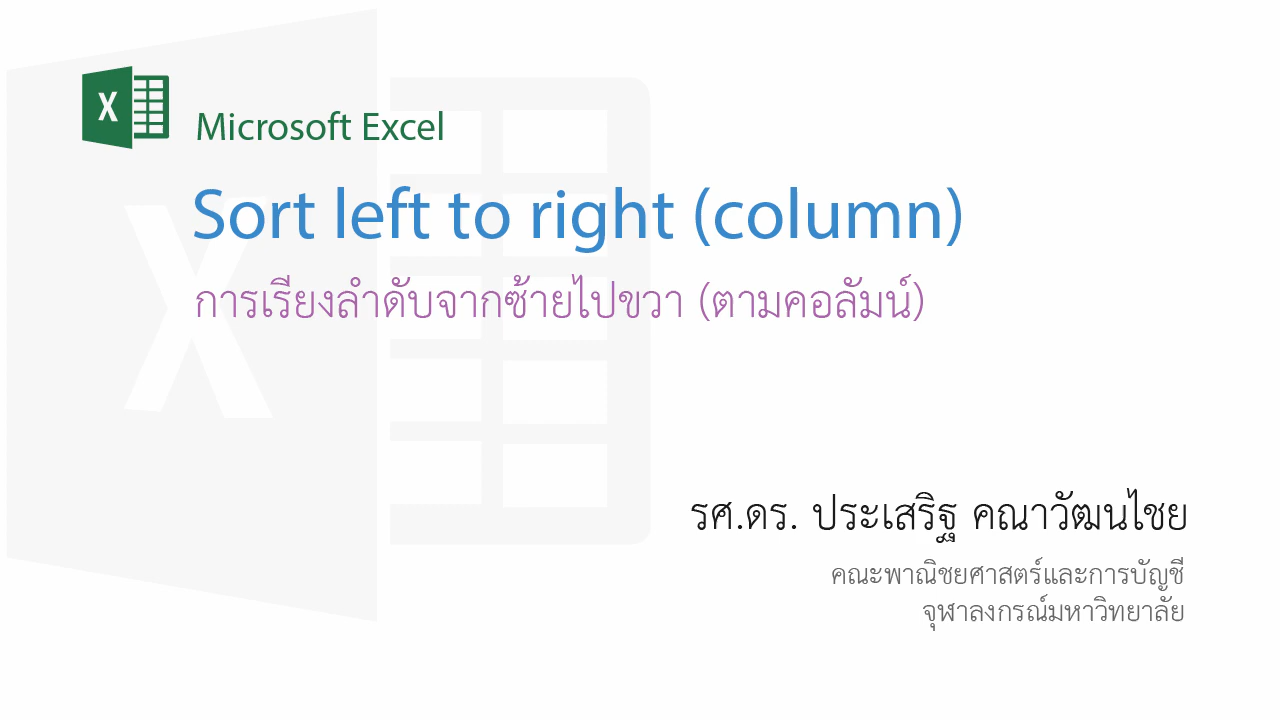 X
Microsoft Excel
Sort left to right (column)
การเรียงลำดับจากซ้ายไปขวา (ตามคอลัมน์)
รศ.ดร. ประเสริฐ คณาวัฒนไชย
คณะพาณิชยศาสตร์และการบัญชี
จุฬาลงกรณ์มหาวิทยาลัย